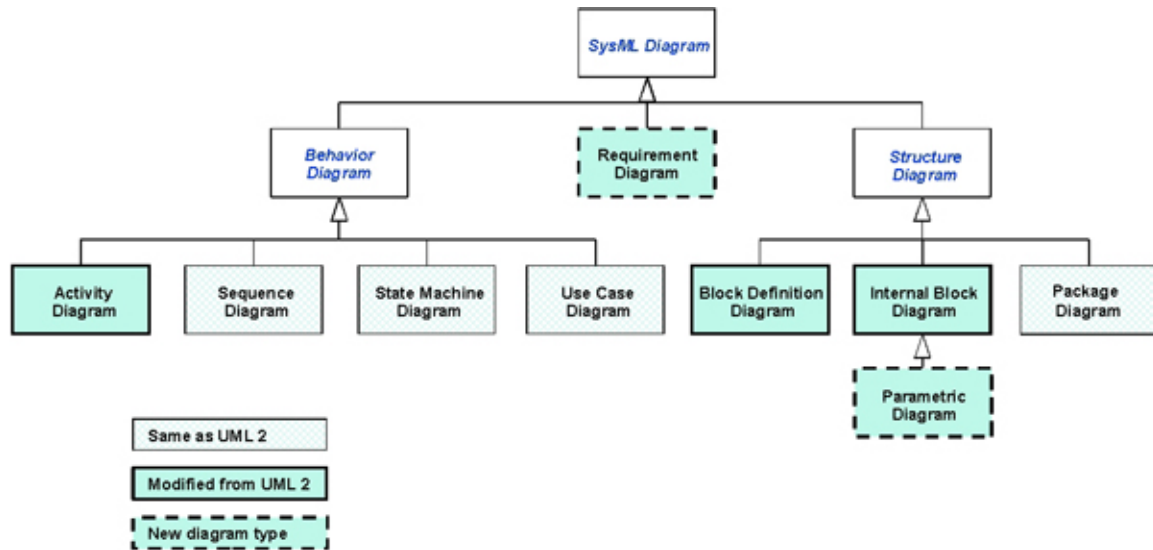 SysML Diagram
Behavior
Diagram
Requirement
Diagram
Structure
Diagram
Activity
Diagram
Sequence
Diagram
State Machine
Diagram
Use Case
Diagram
Block Definition
Diagram
Internal Block
Diagram
Package
Diagram
Parametric
Diagram
Same as UML 2
Modified from UML 2
New diagram type